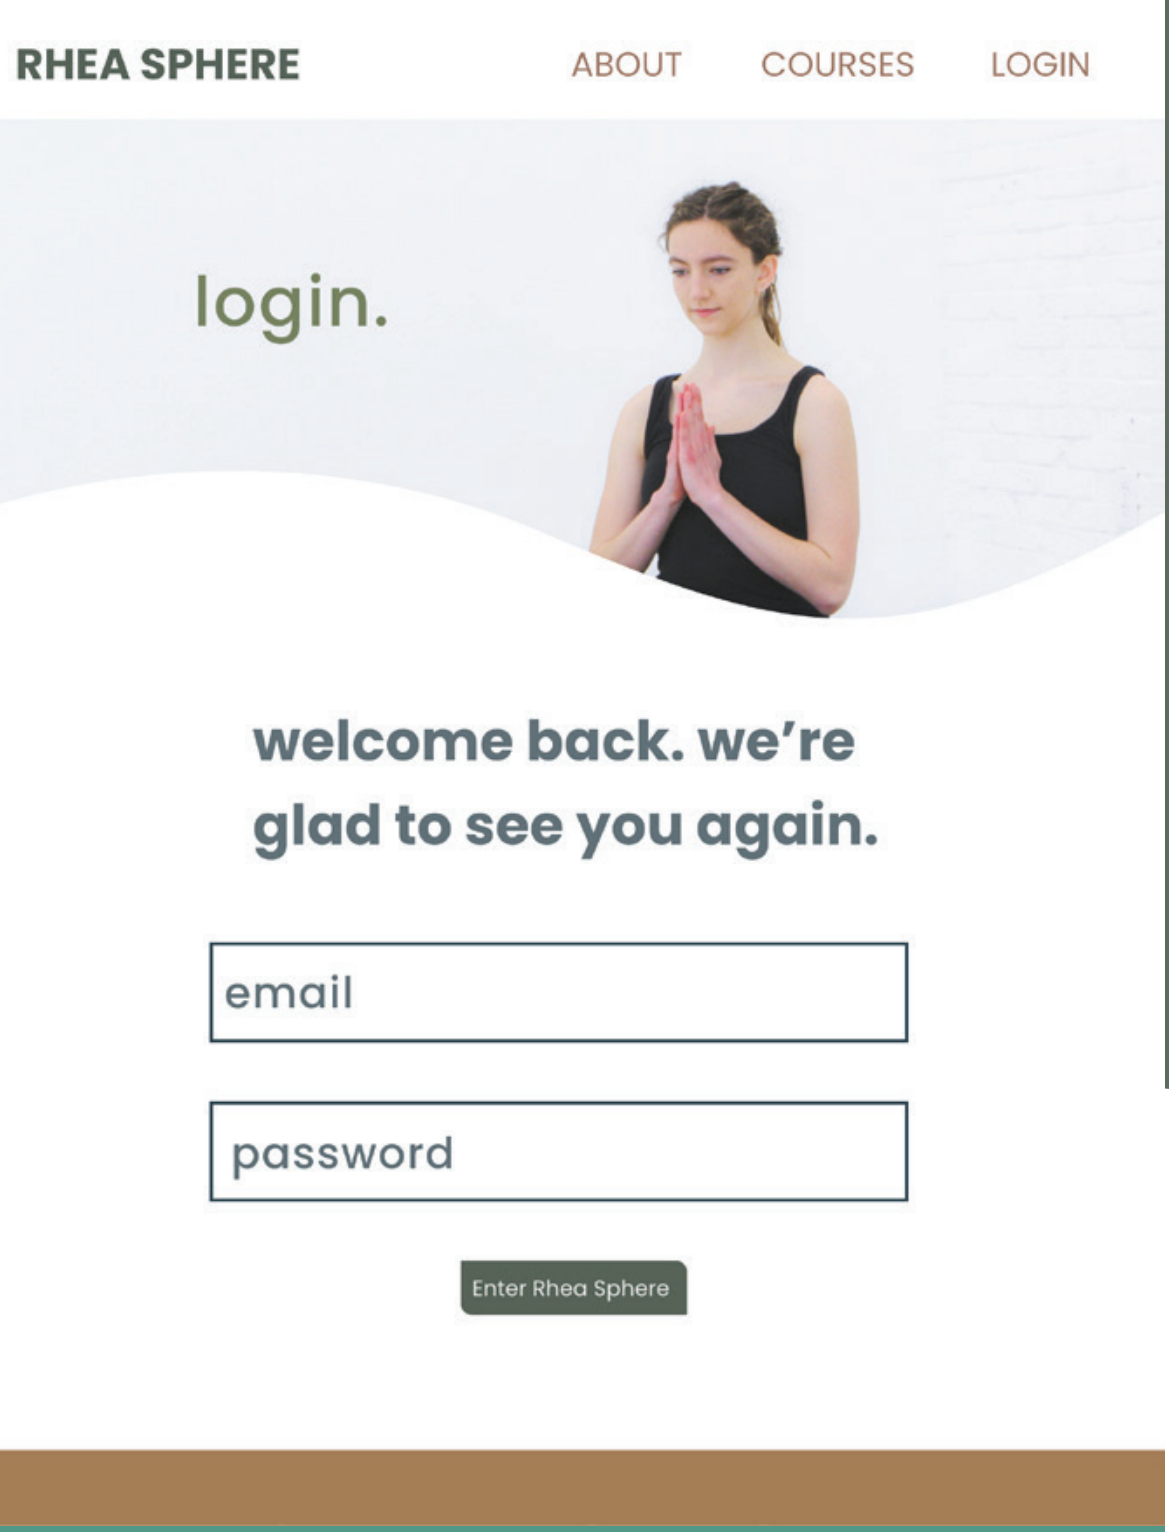 RHEA SPHERE
ABOUT COURSES LOGIN
login.
welcome back. we’re
glad to see you again.
email
password
Enter Rhea Sphere